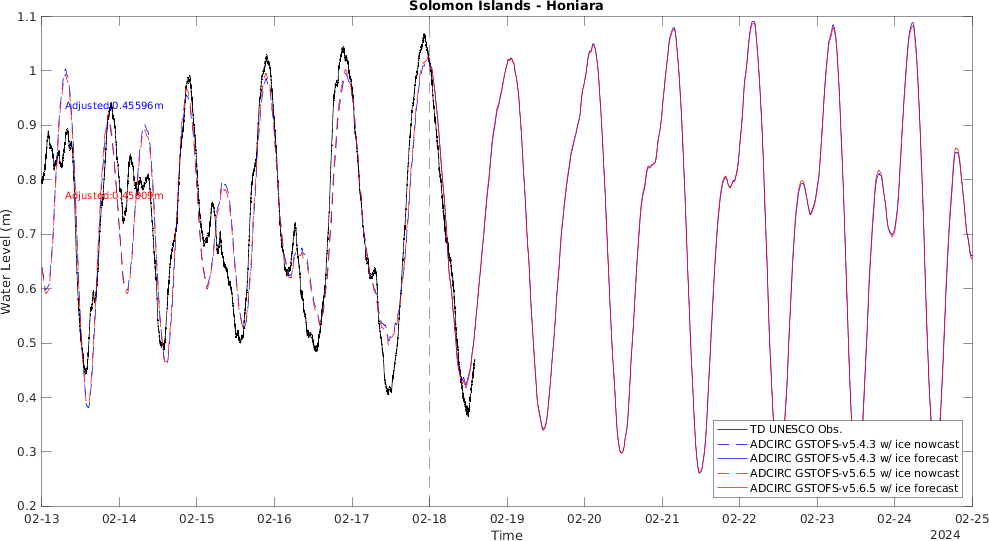 Solomon Islands - Honiara
Water Level (m)
1.1
1
0.9
0.8
0.7
0.6
0.5
0.4
0.3
0.2
Adjusted:0.45596m
TD UNESCO Obs.
ADCIRC GSTOFS-v5.4.3 w/ ice nowcast
ADCIRC GSTOFS-v5.4.3 w/ ice forecast
ADCIRC GSTOFS-v5.6.5 w/ ice nowcast
ADCIRC GSTOFS-v5.6.5 w/ ice forecast
02-13 02-14 02-15 02-16 02-17 02-18 02-19 02-20 02-21 02-22 02-23 02-24 02-25
Time
2024